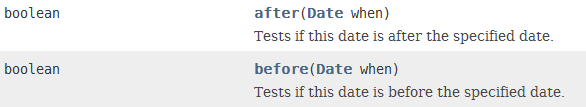 boolean after(Date when)
Tests if this date is after the specified date.
boolean before(Date when)
Tests if this date is before the specified date.